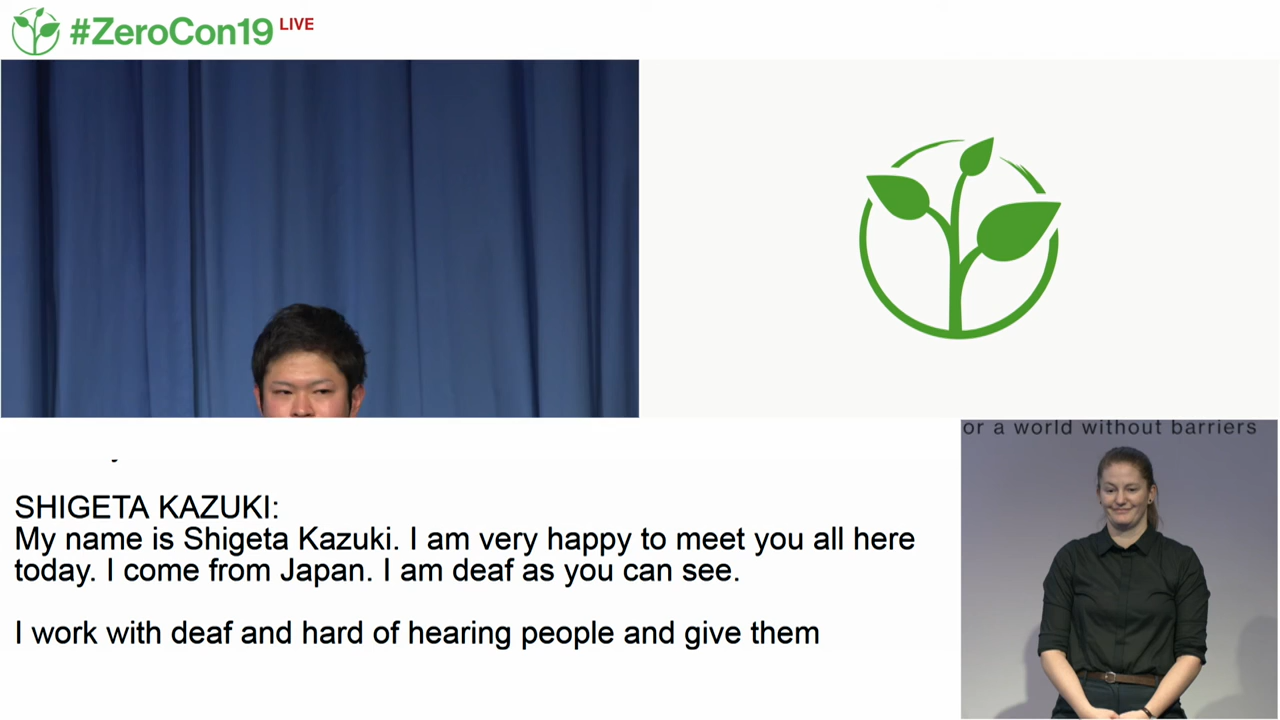 #ZeroCon19 LIVE
or a world without barriers
SHIGETA KAZUKI:
My name is Shigeta Kazuki. I am very happy to meet you all here
today. I come from Japan. I am deaf as you can see.
I work with deaf and hard of hearing people and give them